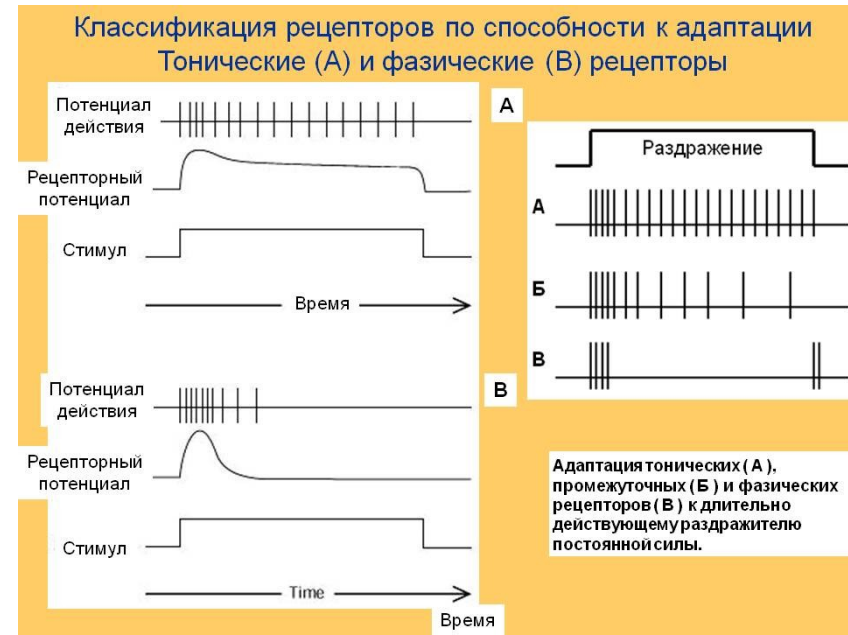 Классификация рецепторов по способности к адаптации
Тонические (А) и фазические (В) рецепторы
Потенциал
действия
А
Рецепторный
потенциал
Стимул
Время
Потенциал
действия
В
Рецепторный
потенциал
Стимул
Time
Время
Раздражение
А
Б
В
Адаптация тонических ( А ),
промежуточных ( Б ) и фазических
рецепторов ( В ) к длительно
действующему раздражителю
постоянной силы.